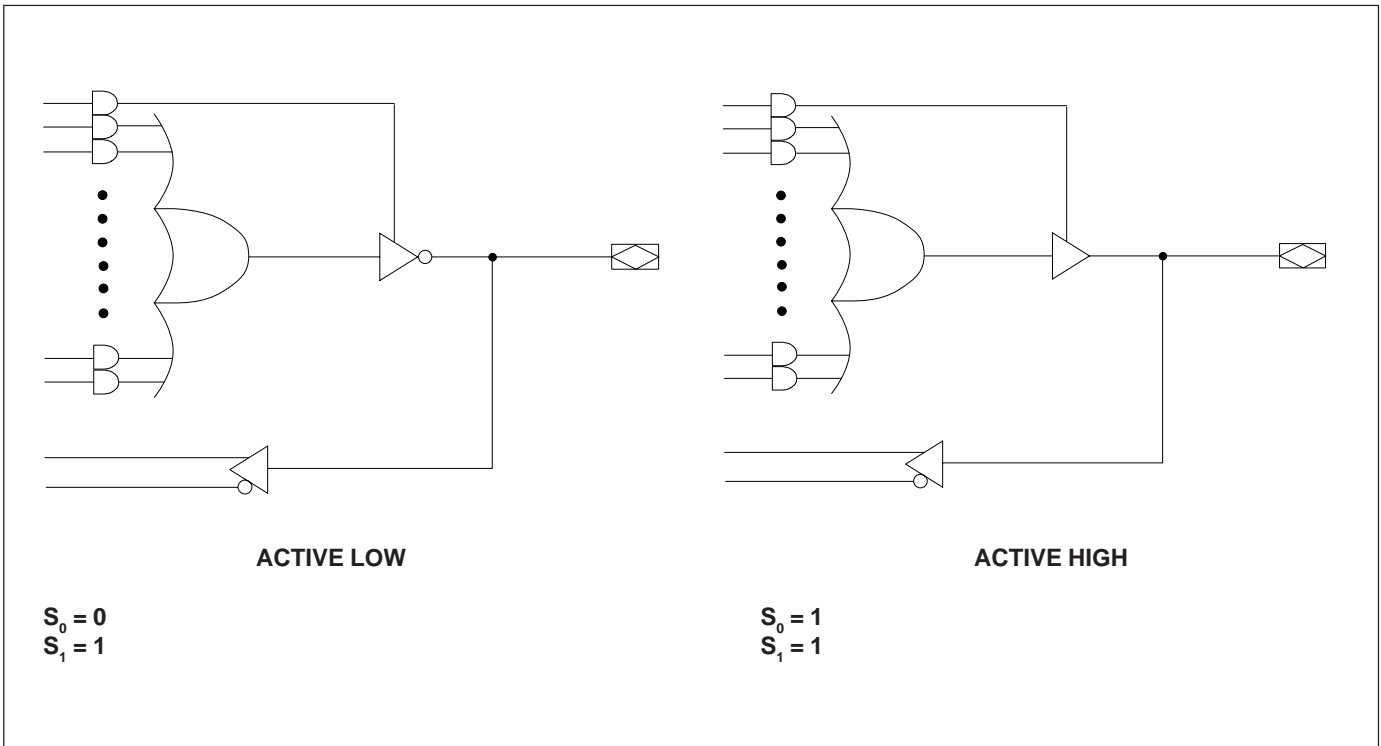 ACTIVE LOW
ACTIVE HIGH
S₀ = 0
S₁ = 1
S₀ = 1
S₁ = 1